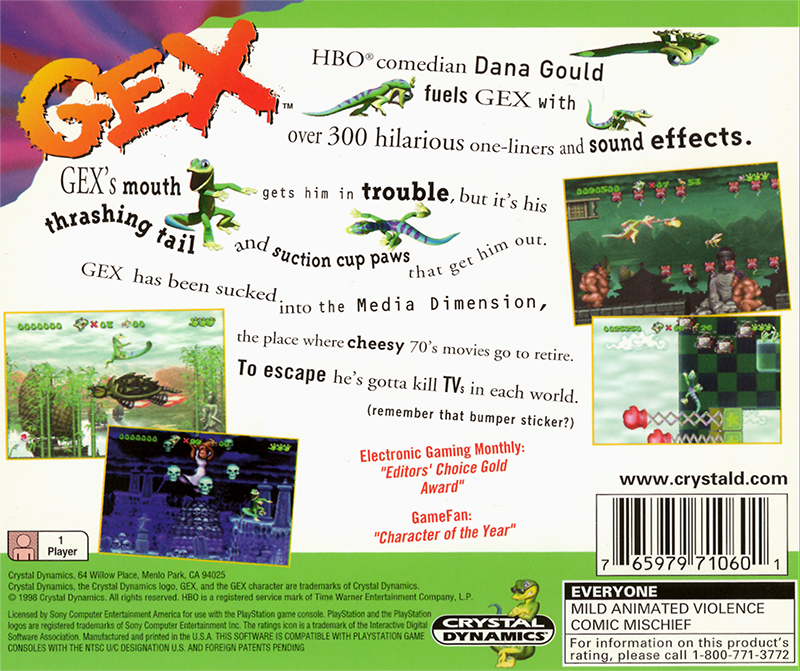 GEX™
HBO® comedian Dana Gould
fuels GEX with
over 300 hilarious one-liners and sound effects.
GEX's mouth gets him in trouble, but it's his
thrashing tail and suction cup paws that get him out.
GEX has been sucked into the Media Dimension,
the place where cheesy 70's movies go to retire.
To escape he's gotta kill TVs in each world.
(remember that bumper sticker?)
Electronic Gaming Monthly:
"Editors' Choice Gold
Award"
GameFan:
"Character of the Year"
www.crystald.com
7 65979 71060 1
1
Player
Crystal Dynamics, 64 Willow Place, Menlo Park, CA 94025
Crystal Dynamics, the Crystal Dynamics logo, GEX, and the GEX character are trademarks of Crystal Dynamics.
© 1998 Crystal Dynamics. All rights reserved. HBO is a registered service mark of Time Warner Entertainment Company, L.P.
Licensed by Sony Computer Entertainment America for use with the PlayStation game console. PlayStation and the PlayStation
logos are registered trademarks of Sony Computer Entertainment Inc. The ratings icon is a trademark of the Interactive Digital
Software Association. Manufactured and printed in the U.S.A. THIS SOFTWARE IS COMPATIBLE WITH PLAYSTATION GAME
CONSOLES WITH THE NTSC U/C DESIGNATION U.S. AND FOREIGN PATENTS PENDING
CRYSTAL
DYNAMICS
EVERYONE
MILD ANIMATED VIOLENCE
COMIC MISCHIEF
For information on this product's
rating, please call 1-800-771-3772